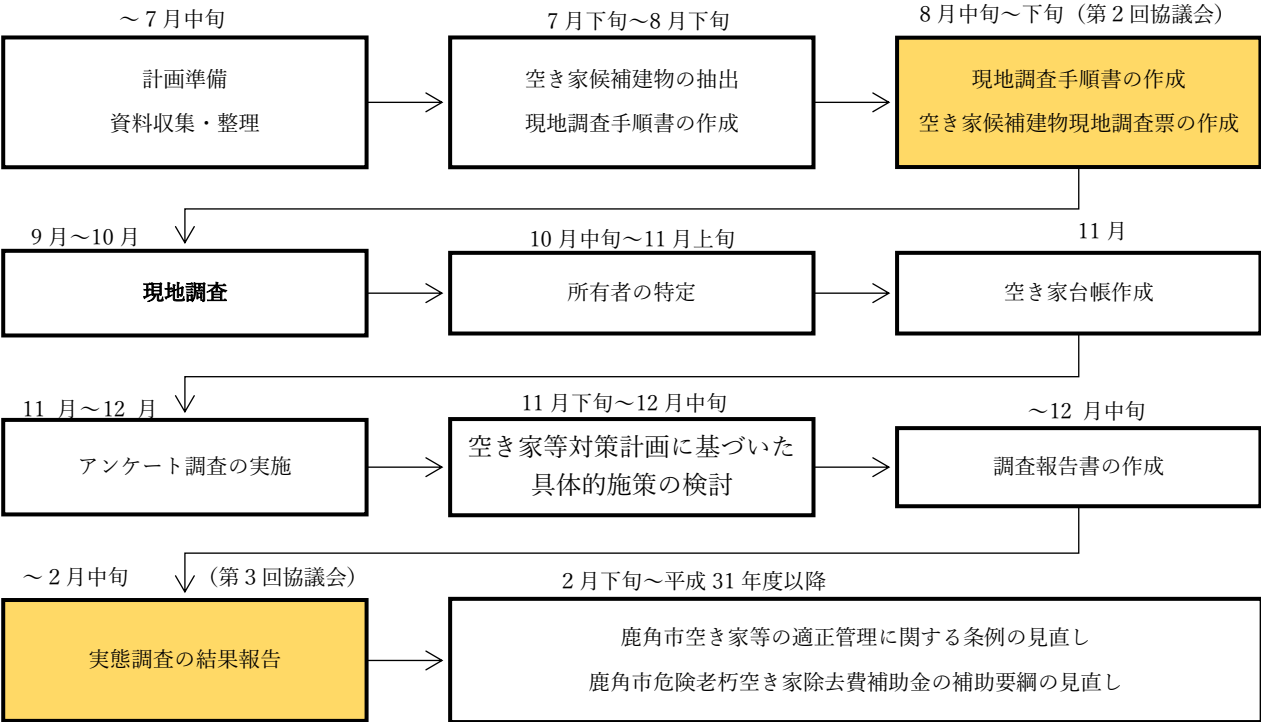 ～７月中旬
計画準備
資料収集・整理
７月下旬～８月下旬
空き家候補建物の抽出
現地調査手順書の作成
８月中旬～下旬（第２回協議会）
現地調査手順書の作成
空き家候補建物現地調査票の作成
９月～10 月
現地調査
10 月中旬～11 月上旬
所有者の特定
11 月
空き家台帳作成
11 月～12 月
アンケート調査の実施
11 月下旬～12 月中旬
空き家等対策計画に基づいた
具体的施策の検討
～12 月中旬
調査報告書の作成
～２月中旬 （第３回協議会）
実態調査の結果報告
２月下旬～平成 31 年度以降
鹿角市空き家等の適正管理に関する条例の見直し
鹿角市危険老朽空き家除去費補助金の補助要綱の見直し